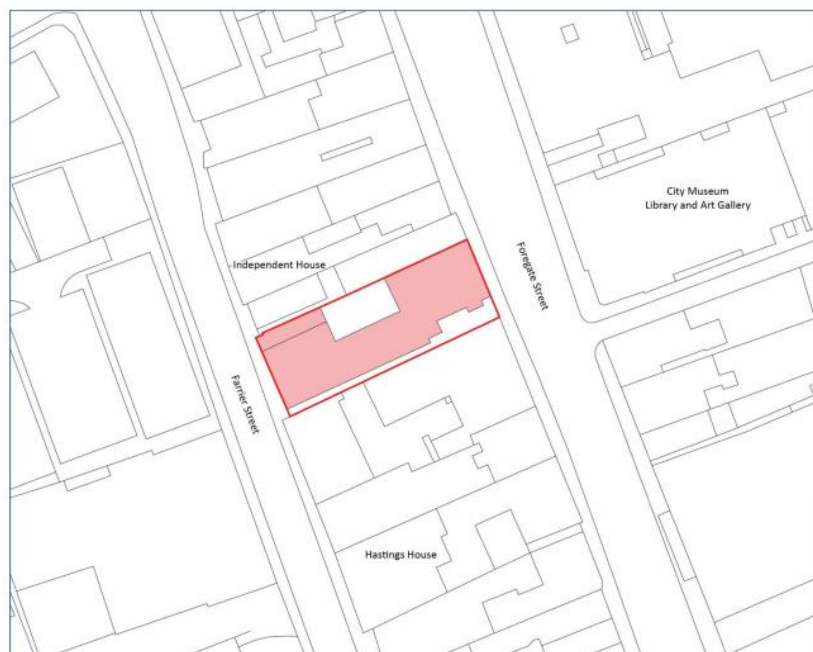 City Museum
Library and Art Gallery
Foregate Street
Independent House
Farrier Street
Hastings House